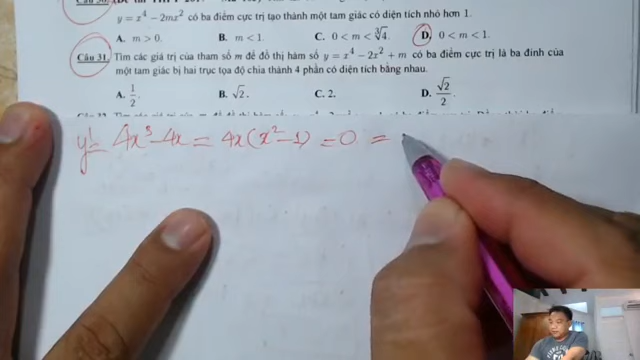 y = x⁴ − 2mx² có ba điểm cực trị tạo thành một tam giác có diện tích nhỏ hơn 1.
A. m > 0. B. m < 1. C. 0 < m < ∛4. D. 0 < m < 1.
Câu 31. Tìm các giá trị của tham số m để đồ thị hàm số y = x⁴ − 2x² + m có ba điểm cực trị là ba đỉnh của
một tam giác bị hai trục tọa độ chia thành 4 phần có diện tích bằng nhau.
A. 1/2. B. √2. C. 2. D. √2/2.
y' = 4x³ − 4x = 4x(x² − 1) = 0 =